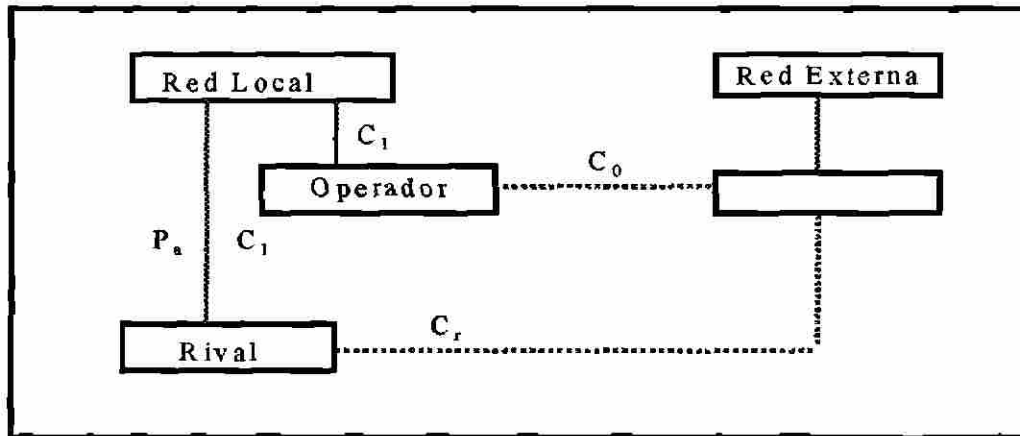 Red Local
Red Externa
C₁
Operador
C₀
Pₐ
C₁
Cᵣ
Rival